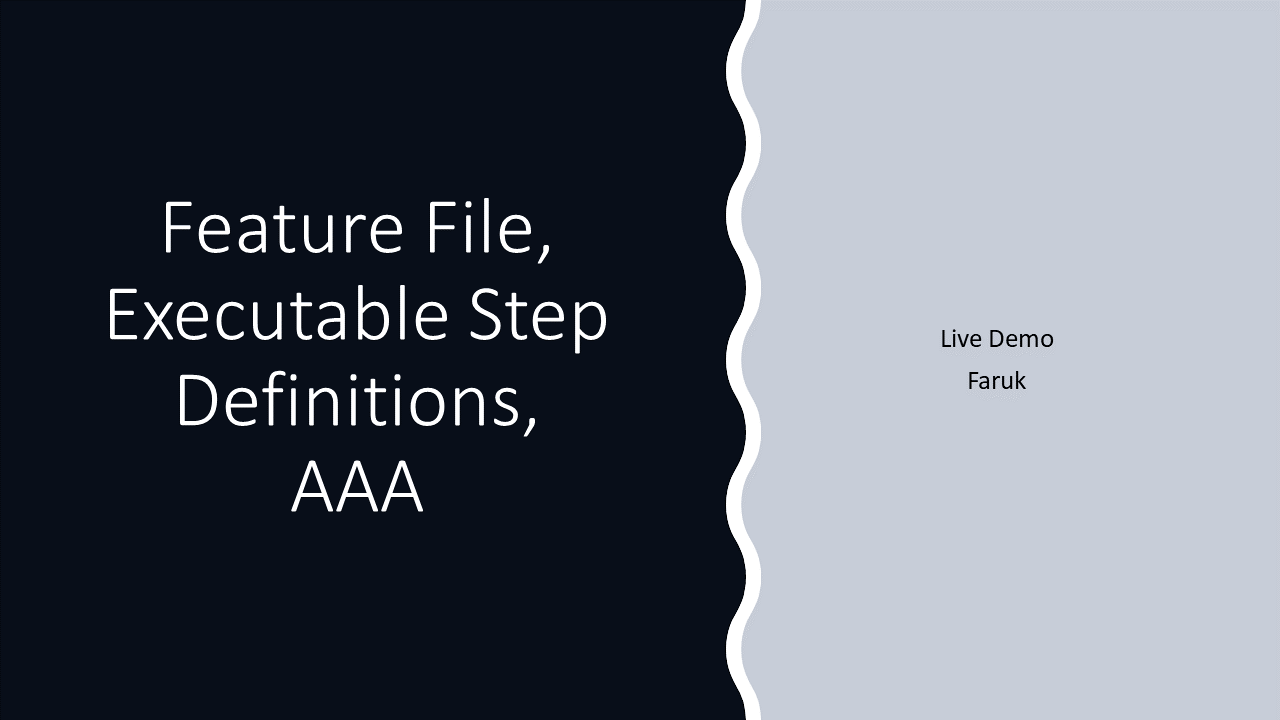 Feature File,
Executable Step
Definitions,
AAA
Live Demo
Faruk